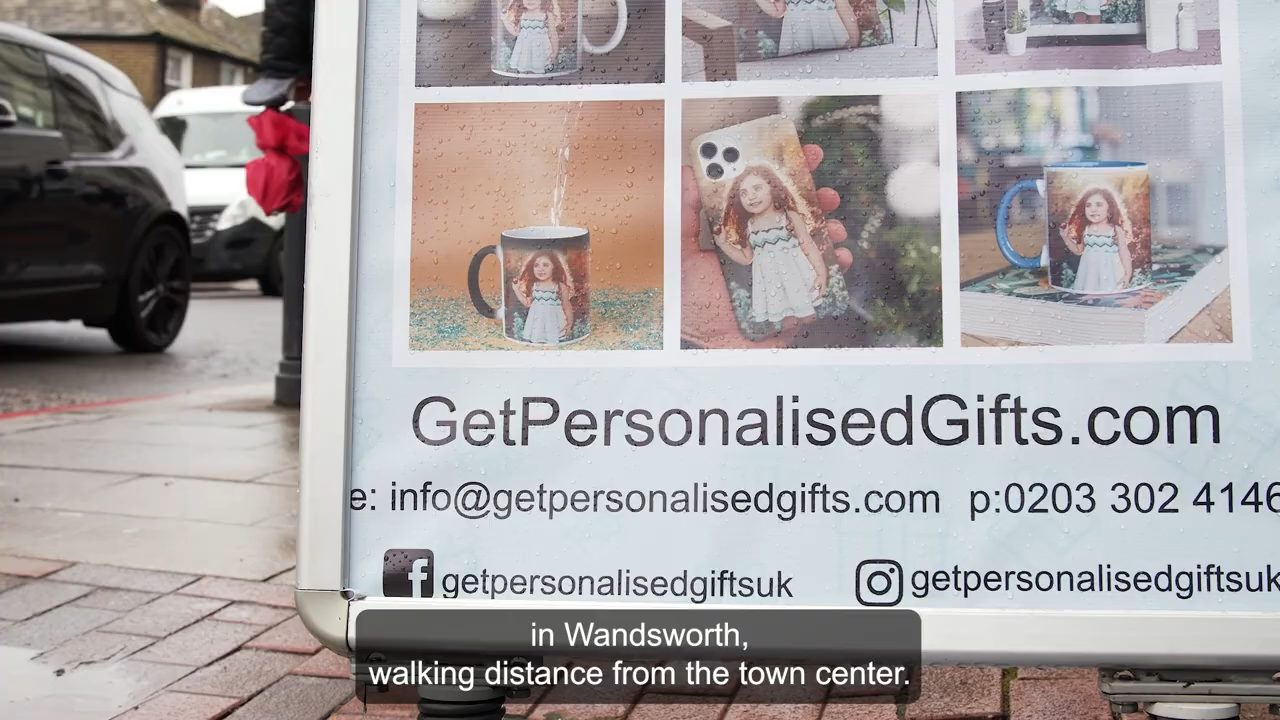 GetPersonalisedGifts.com
e: info@getpersonalisedgifts.com p:0203 302 4146
getpersonalisedgiftsuk
getpersonalisedgiftsuk
in Wandsworth,
walking distance from the town center.